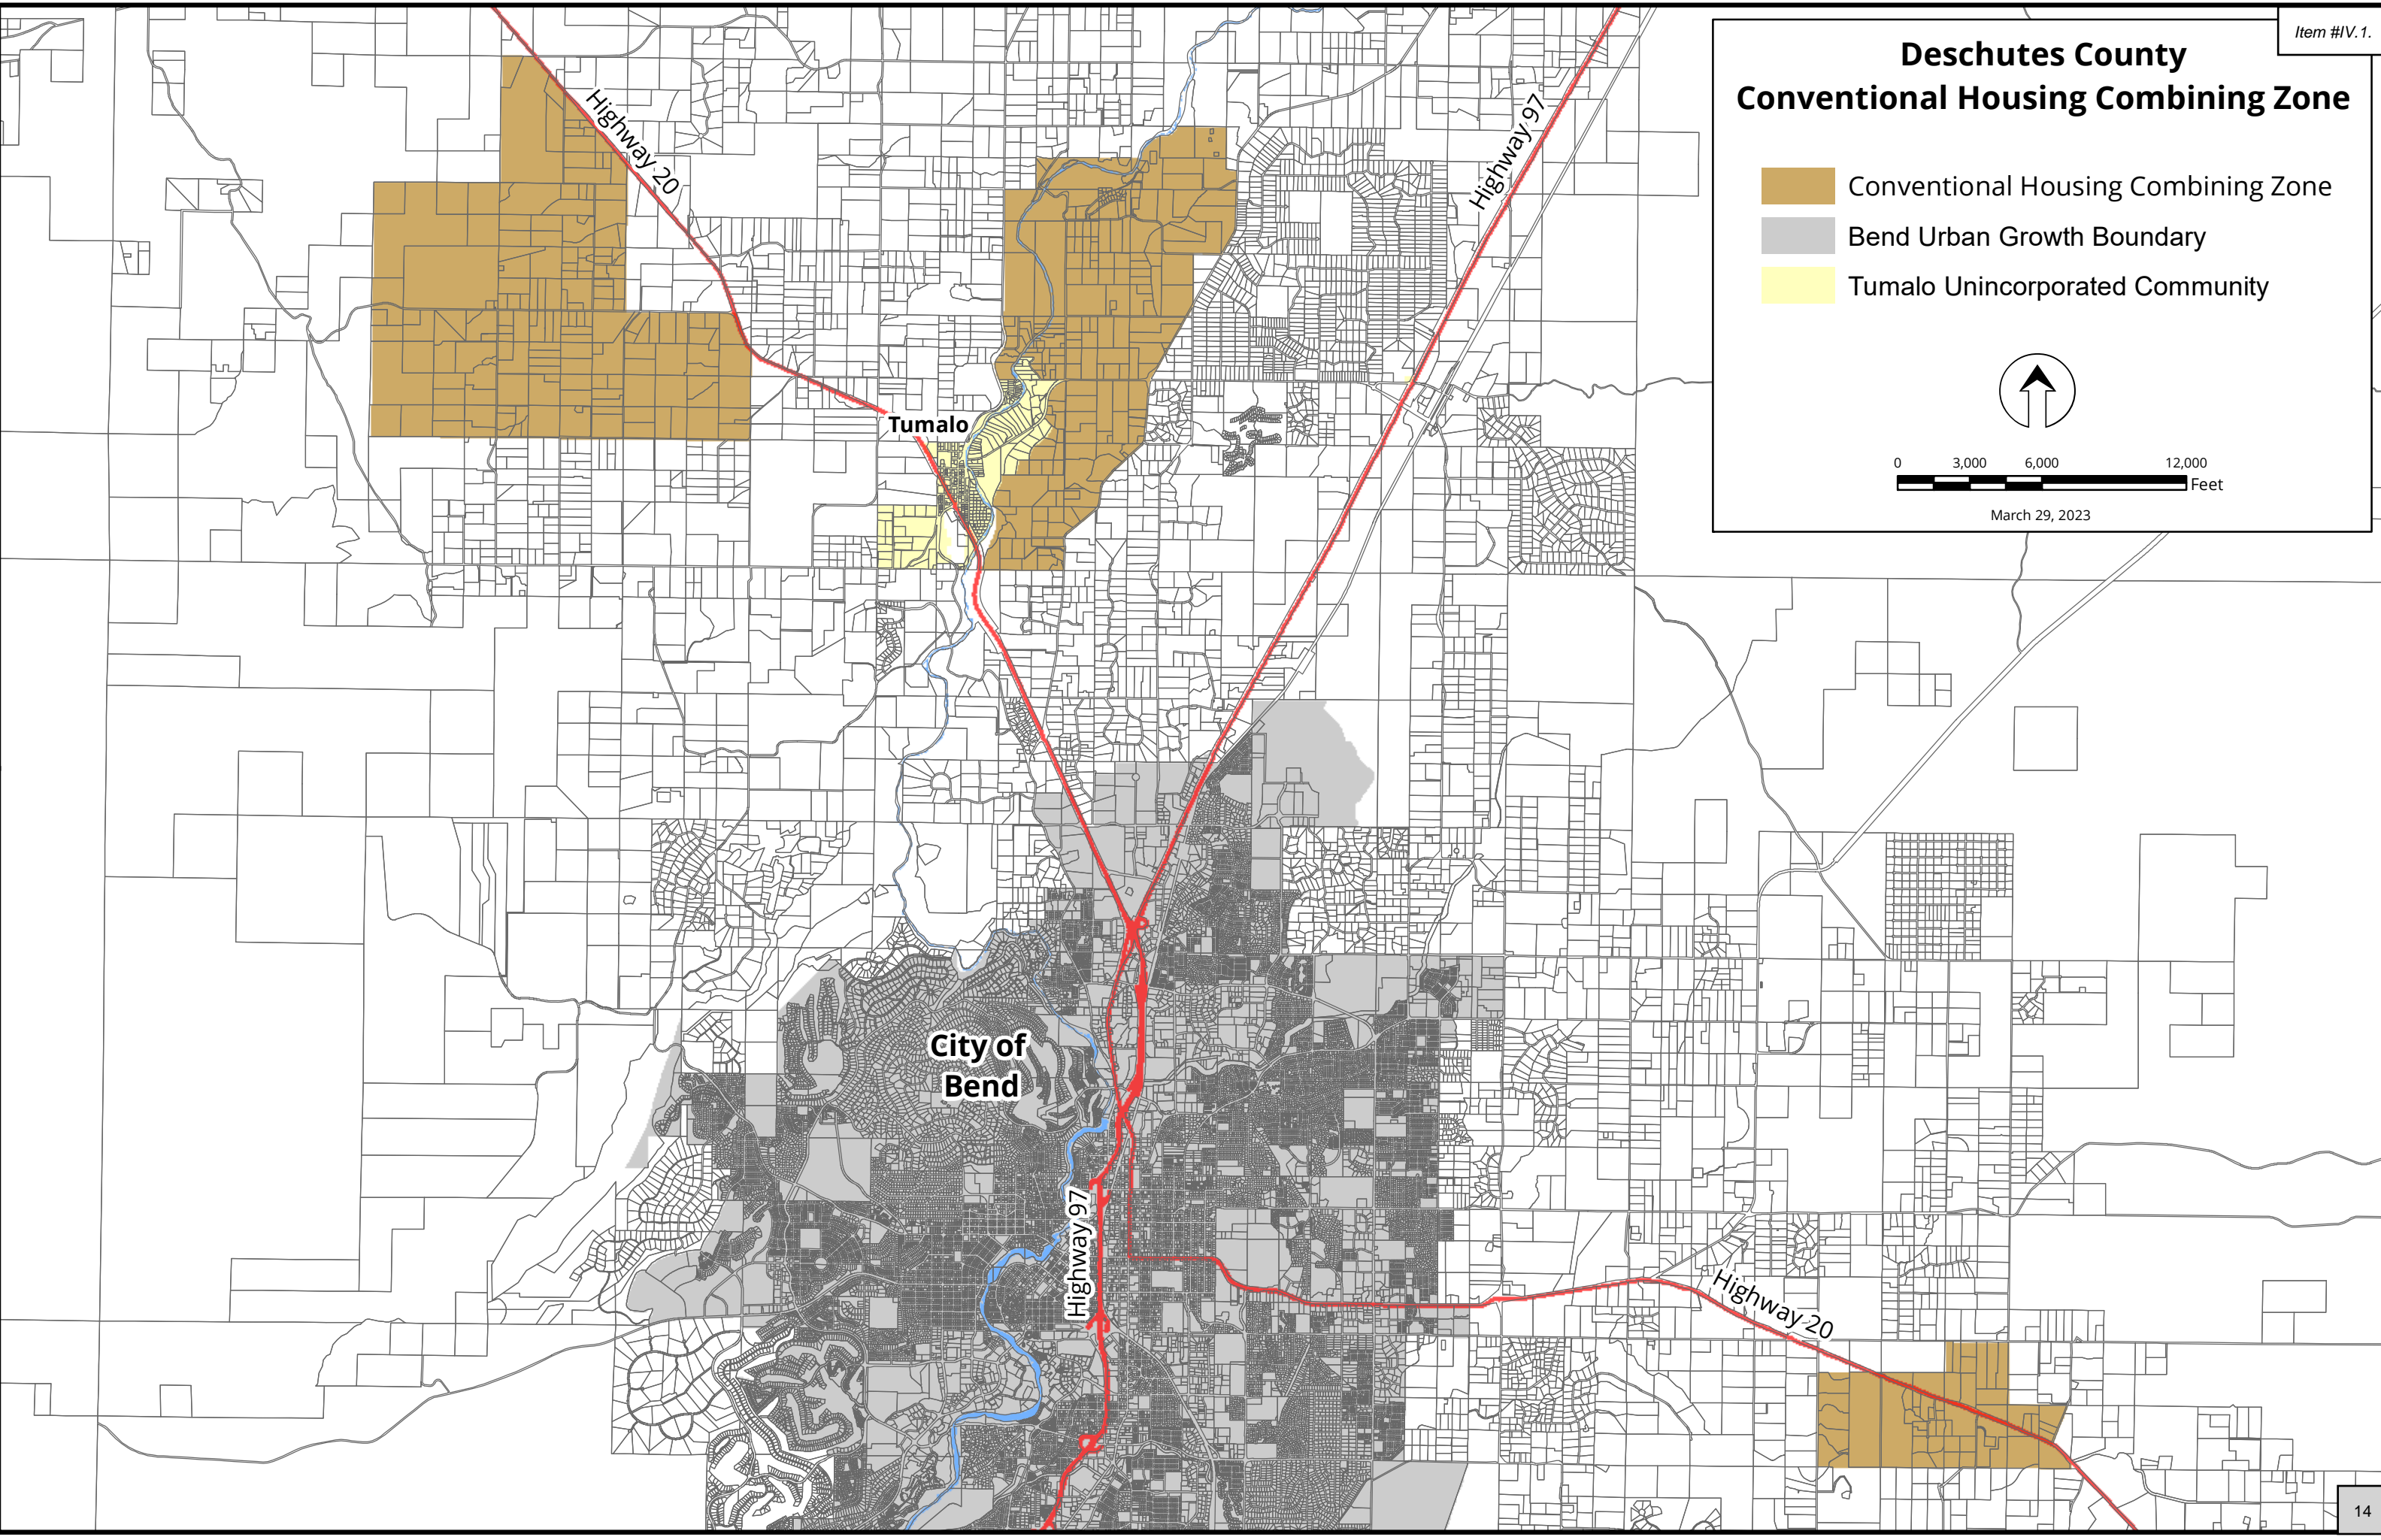 Item #IV.1.
Deschutes County
Conventional Housing Combining Zone
Conventional Housing Combining Zone
Bend Urban Growth Boundary
Tumalo Unincorporated Community
0 3,000 6,000 12,000
Feet
March 29, 2023
Highway 20
Highway 97
Tumalo
City of
Bend
Highway 97
Highway 20
14